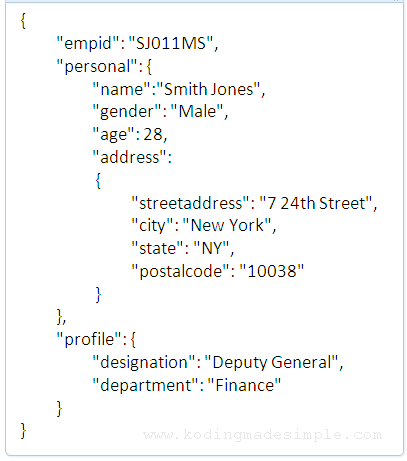 {
"empid": "SJ011MS",
"personal": {
"name":"Smith Jones",
"gender": "Male",
"age": 28,
"address":
{
"streetaddress": "7 24th Street",
"city": "New York",
"state": "NY",
"postalcode": "10038"
}
},
"profile": {
"designation": "Deputy General",
"department": "Finance"
}
}
www.kodingmadesimple.com